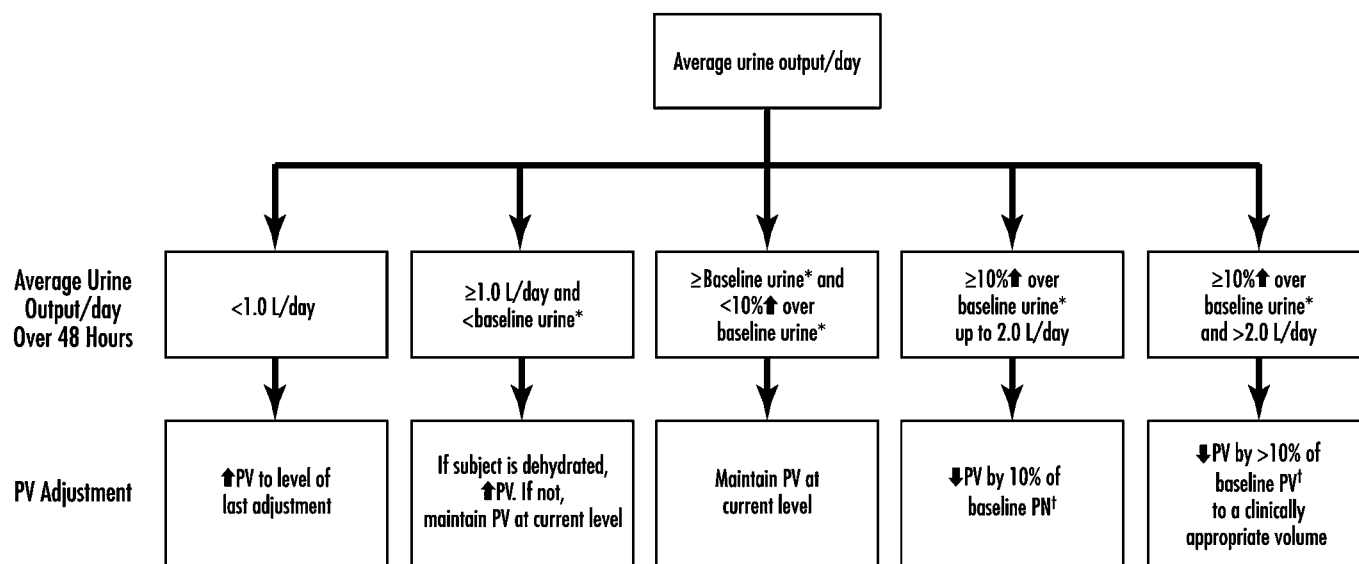 Average urine output/day
Average Urine
Output/day
Over 48 Hours
<1.0 L/day
≥1.0 L/day and
<baseline urine*
≥Baseline urine* and
<10%⬆ over
baseline urine*
≥10%⬆ over
baseline urine*
up to 2.0 L/day
≥10%⬆ over
baseline urine*
and >2.0 L/day
PV Adjustment
⬆PV to level of
last adjustment
If subject is dehydrated,
⬆PV. If not,
maintain PV at current level
Maintain PV at
current level
⬇PV by 10% of
baseline PN†
⬇PV by >10% of
baseline PV†
to a clinically
appropriate volume